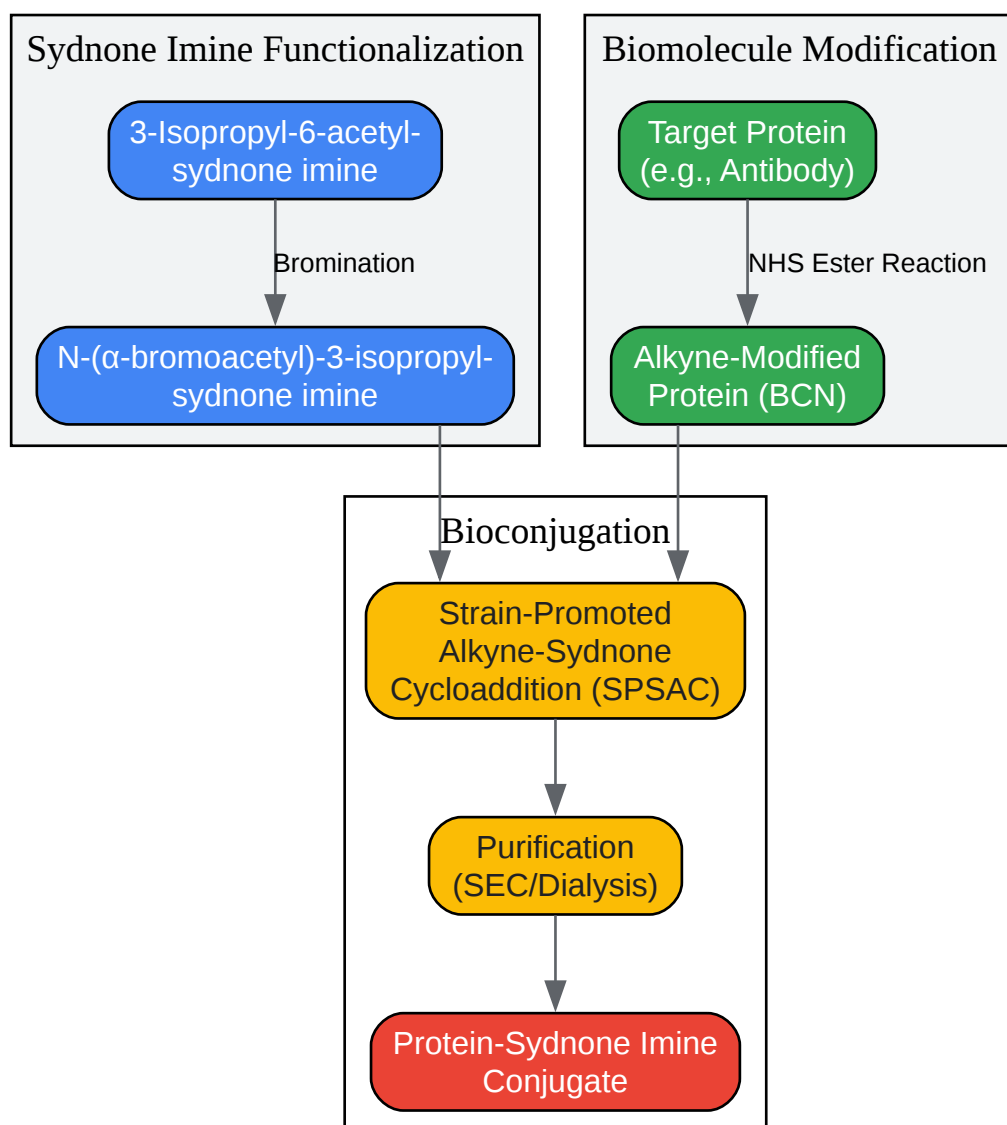 Sydnone Imine Functionalization
3-Isopropyl-6-acetyl-
sydnone imine
Bromination
N-(α-bromoacetyl)-3-isopropyl-
sydnone imine
Biomolecule Modification
Target Protein
(e.g., Antibody)
NHS Ester Reaction
Alkyne-Modified
Protein (BCN)
Bioconjugation
Strain-Promoted
Alkyne-Sydnone
Cycloaddition (SPSAC)
Purification
(SEC/Dialysis)
Protein-Sydnone Imine
Conjugate